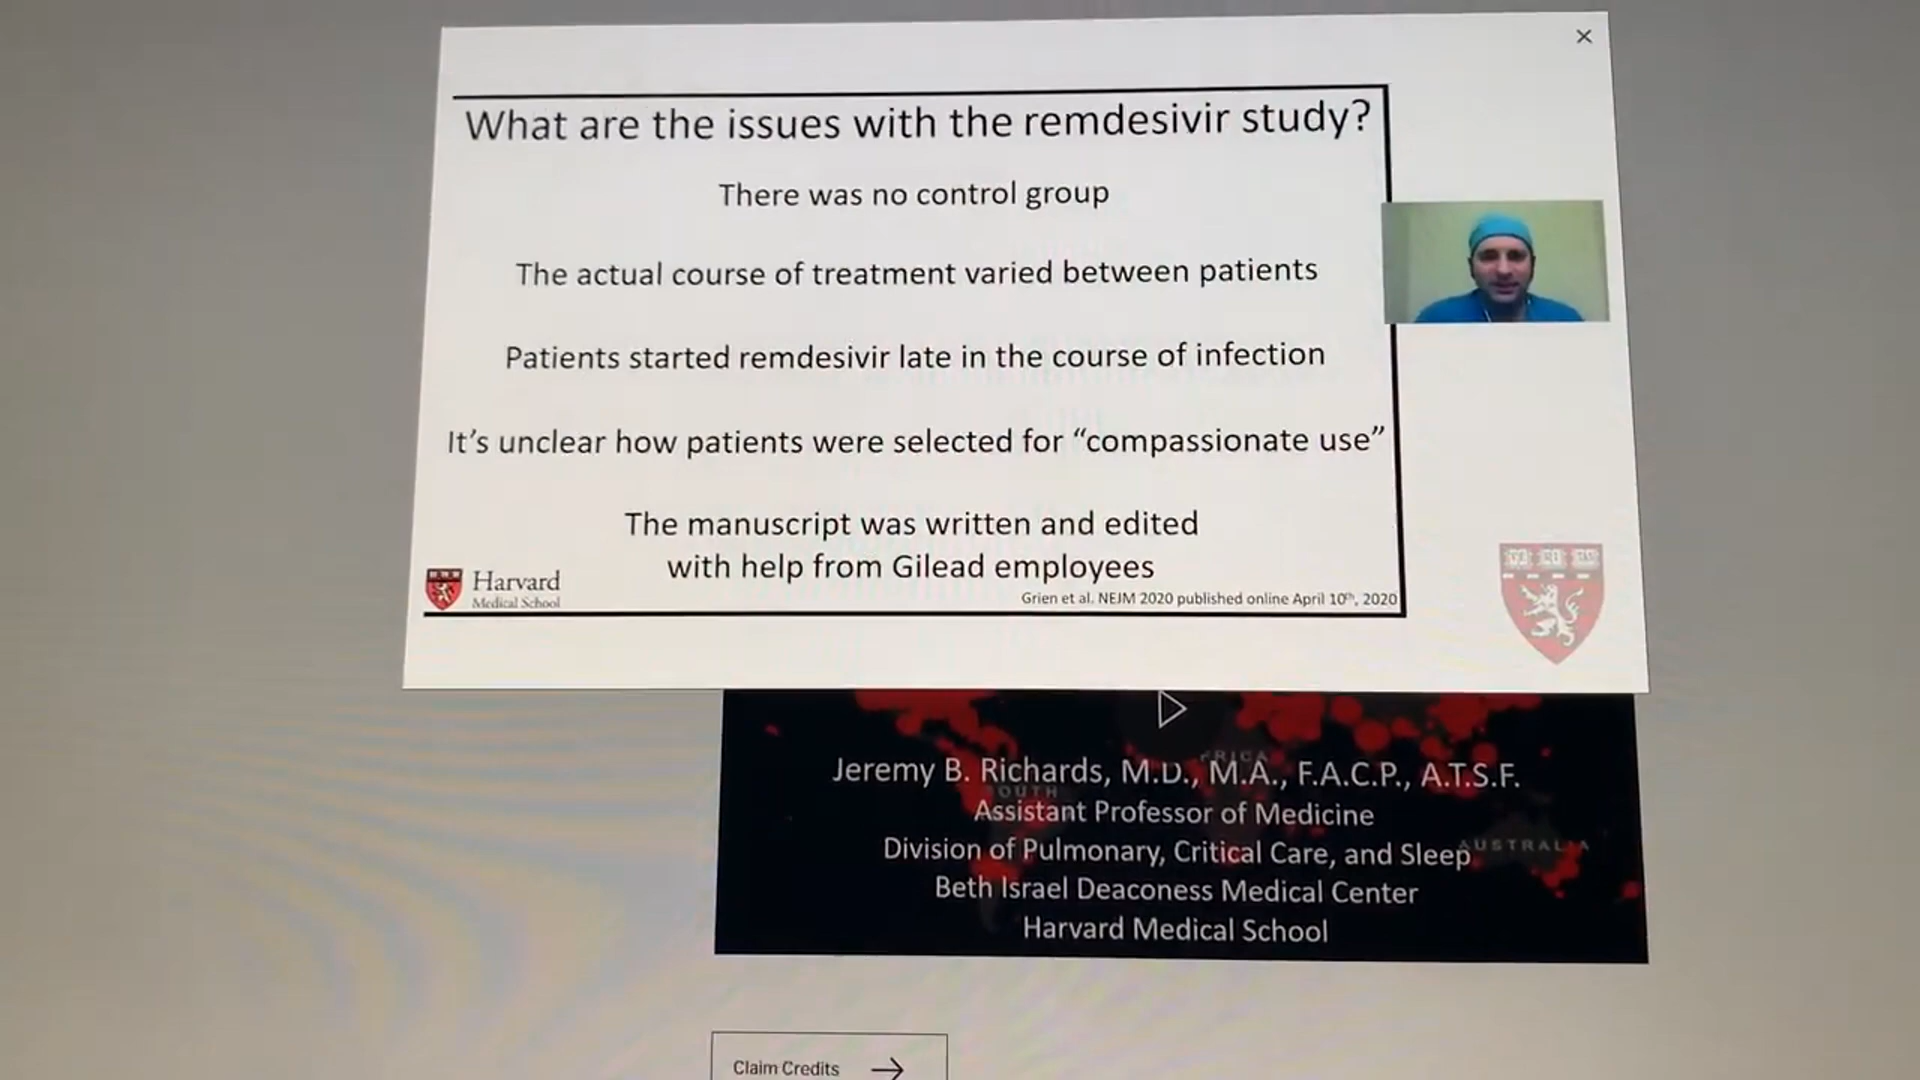 What are the issues with the remdesivir study?
There was no control group
The actual course of treatment varied between patients
Patients started remdesivir late in the course of infection
It's unclear how patients were selected for “compassionate use”
The manuscript was written and edited
with help from Gilead employees
Harvard
Medical School
Grien et al. NEJM 2020 published online April 10th, 2020
Jeremy B. Richards, M.D., M.A., F.A.C.P., A.T.S.F.
Assistant Professor of Medicine
Division of Pulmonary, Critical Care, and Sleep
AUSTRALIA
Beth Israel Deaconess Medical Center
Harvard Medical School
Claim Credits